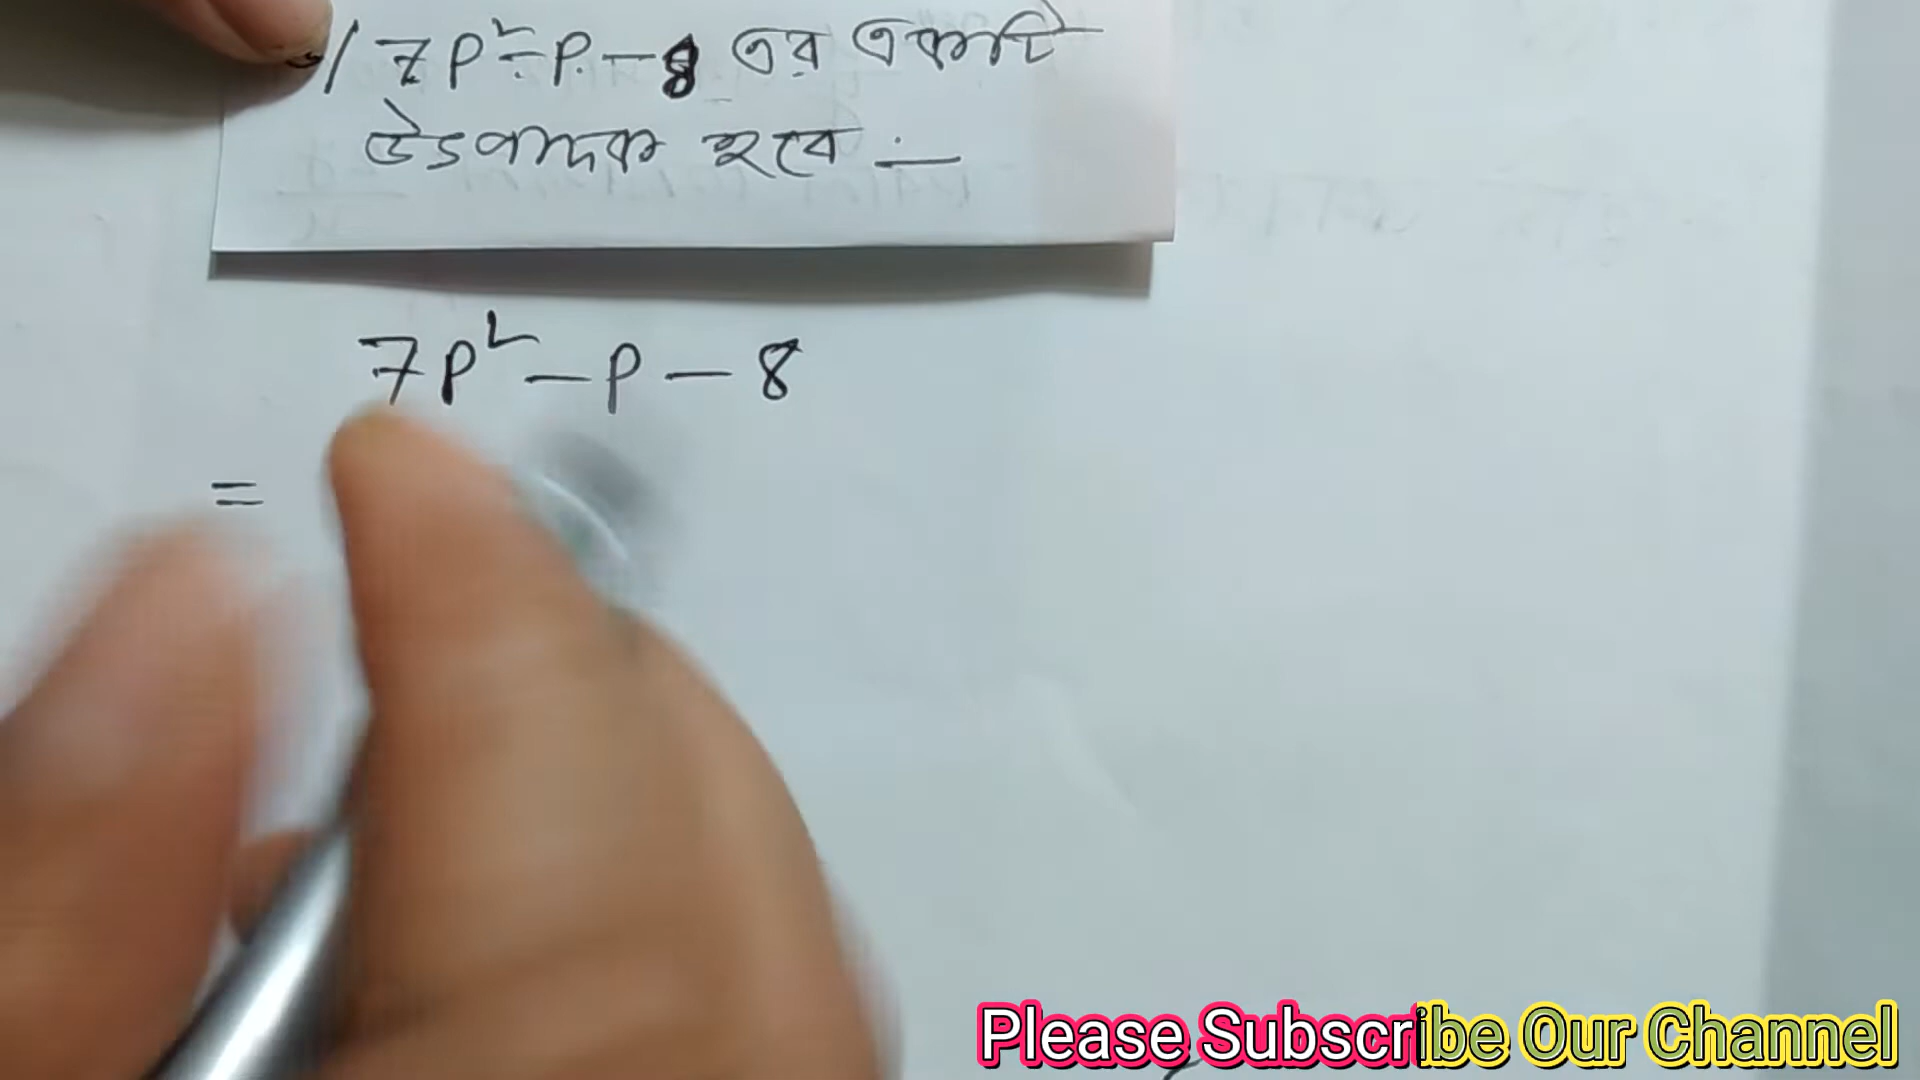 / 7P²-P-8 এর একটি
উৎপাদক হবে :—
7P² - P - 8
=
Please Subscribe Our Channel